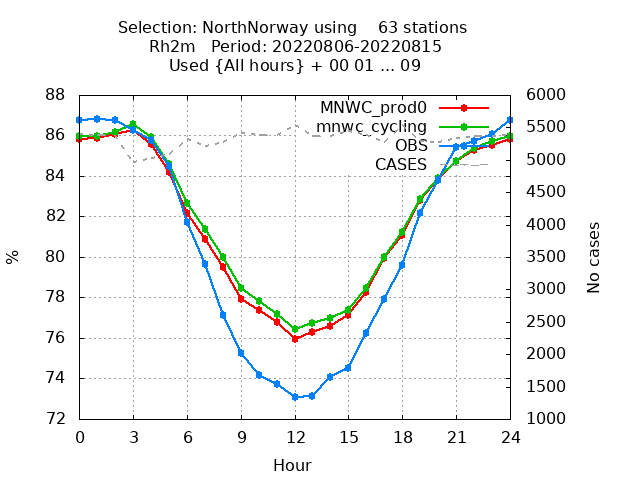 Selection: NorthNorway using    63 stations
Rh2m   Period: 20220806-20220815
Used {All hours} + 00 01 ... 09
88
86
84
82
80
78
76
74
72
%
6000
5500
5000
4500
4000
3500
3000
2500
2000
1500
1000
No cases
MNWC_prod0
mnwc_cycling
OBS
CASES
0 3 6 9 12 15 18 21 24
Hour